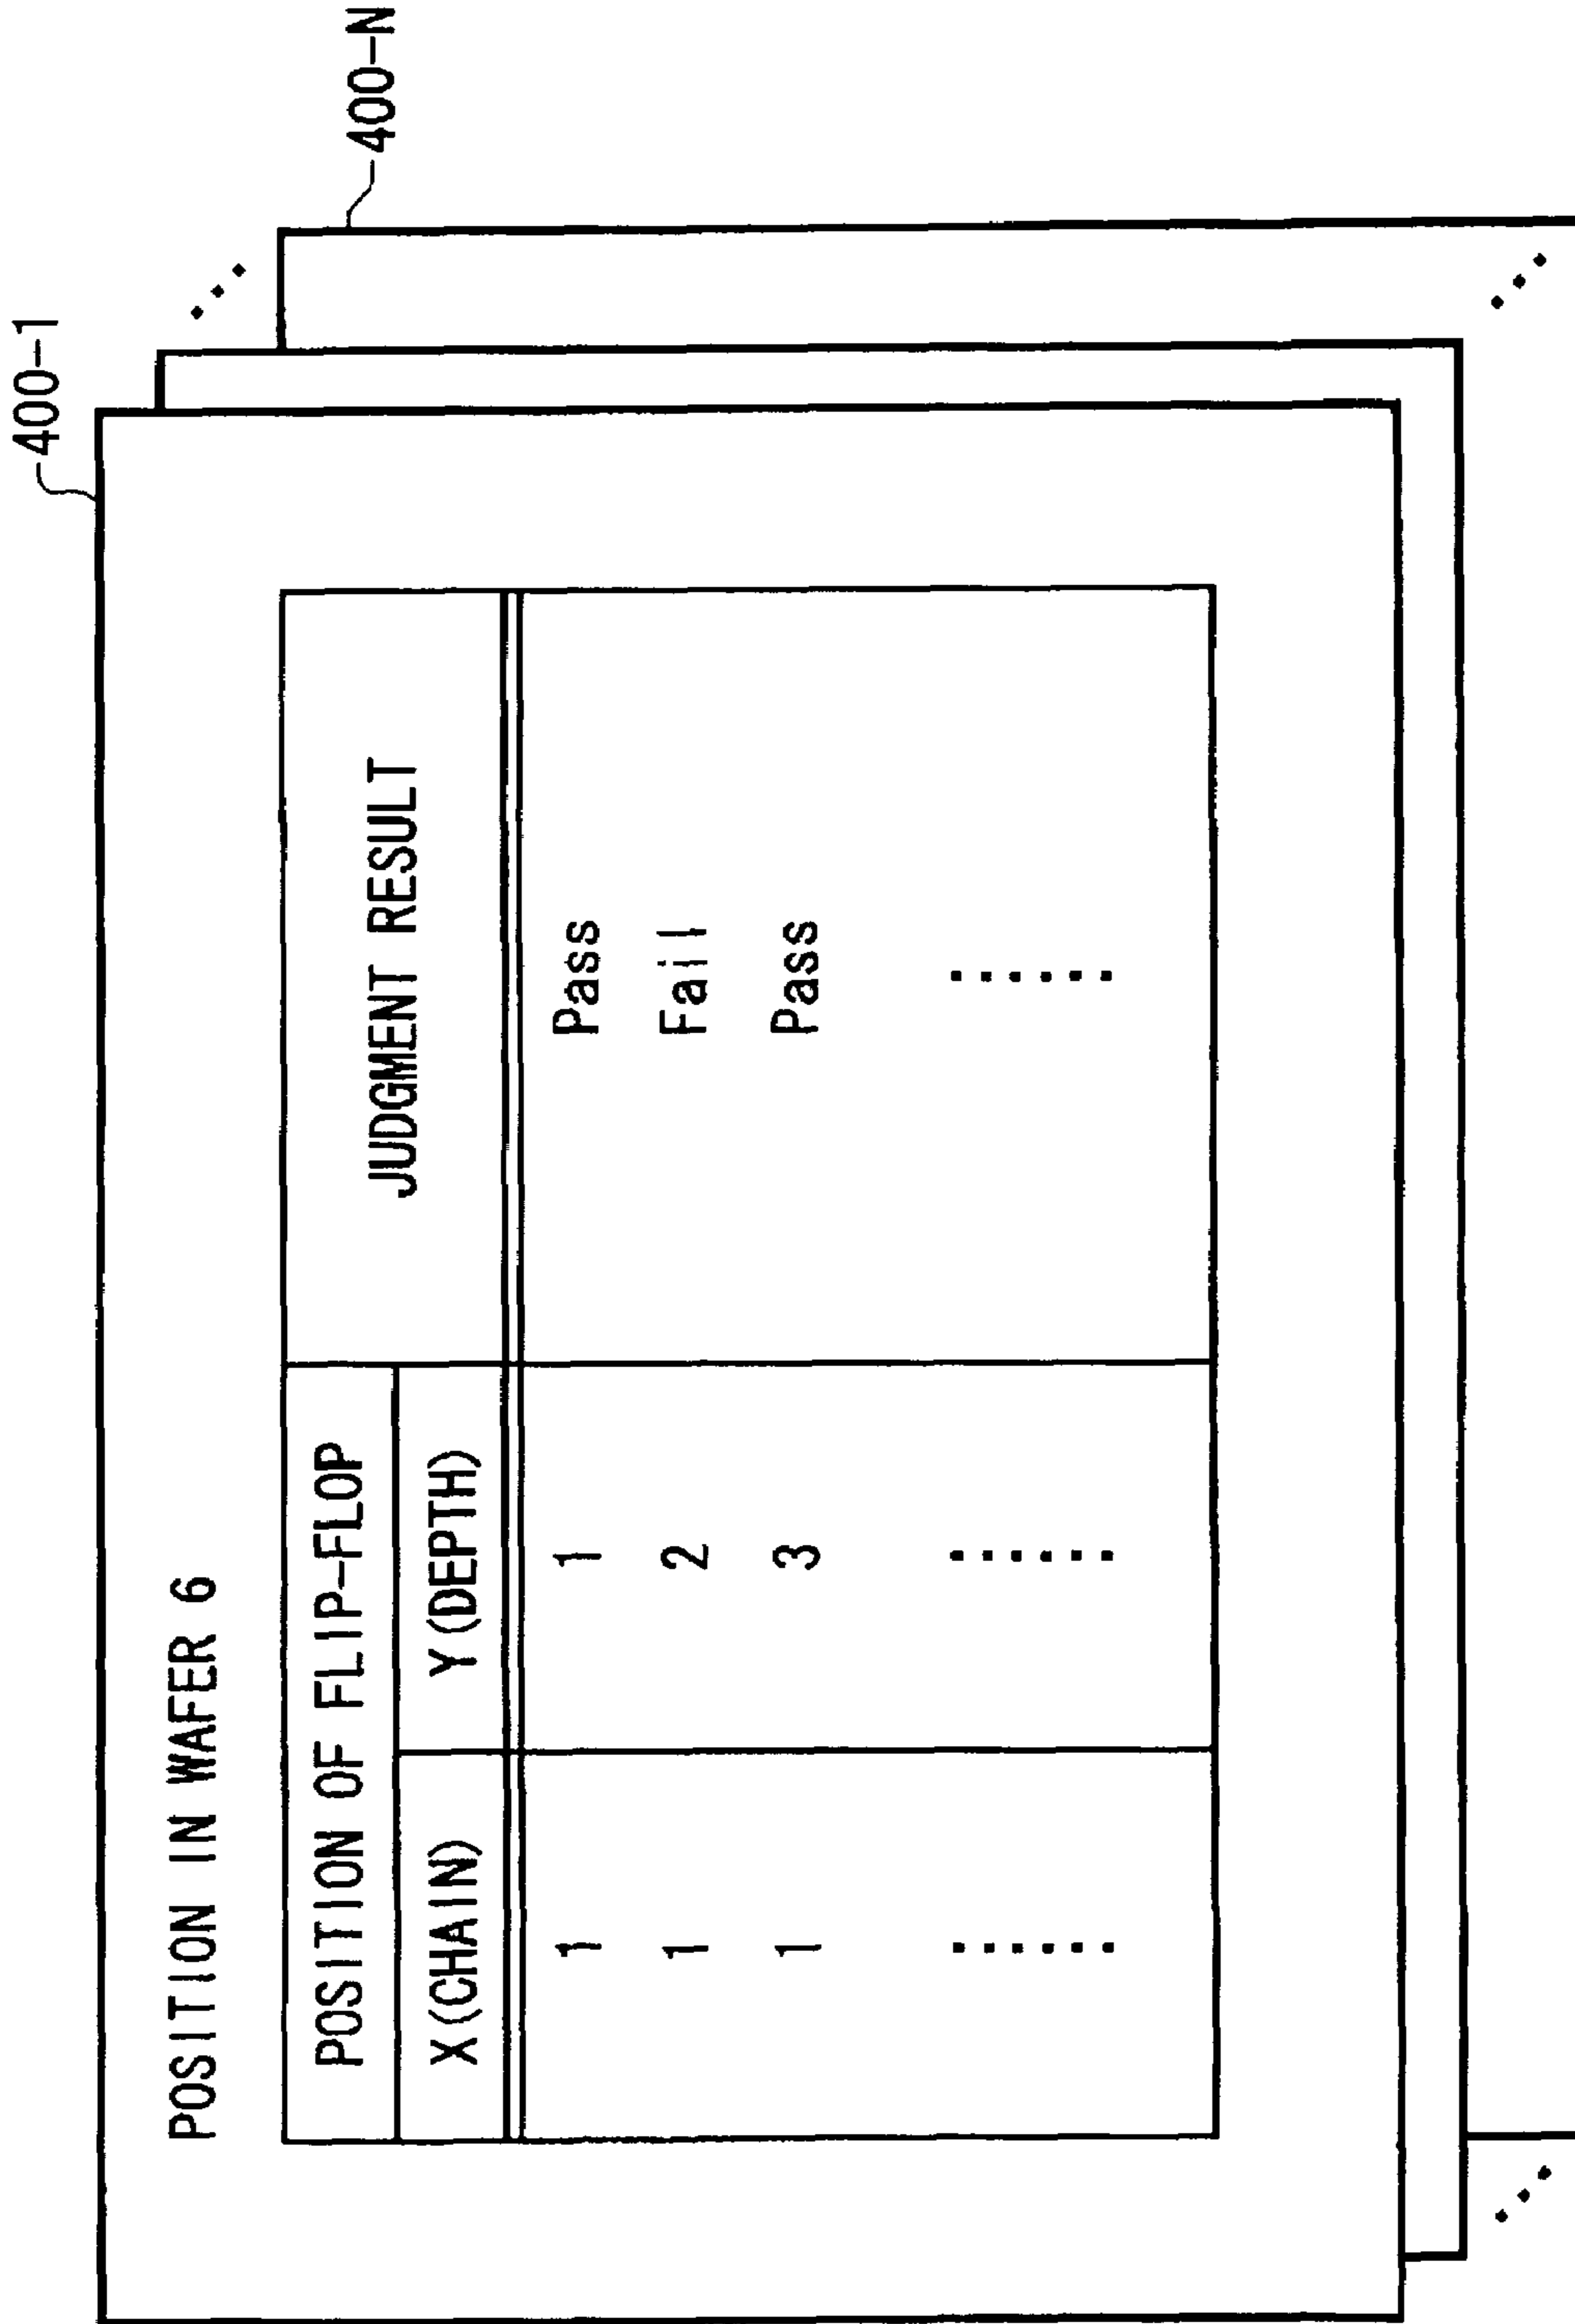 400-1
400-N
POSITION IN WAFER 6
POSITION OF FLIP-FLOP
JUDGMENT RESULT
X(CHAIN) Y(DEPTH)
1 1 Pass
1 2 Fail
1 3 Pass
...... ...... ......